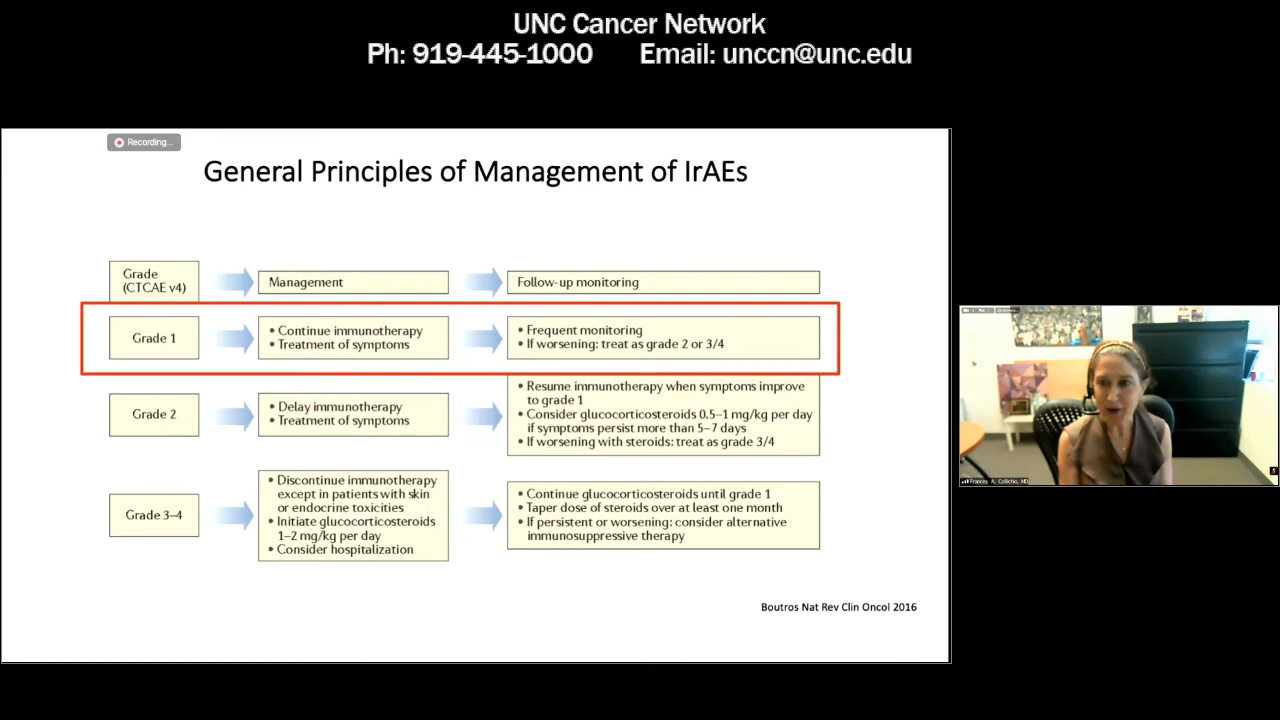 UNC Cancer Network
Ph: 919-445-1000 Email: unccn@unc.edu
Recording...
General Principles of Management of IrAEs
Grade
(CTCAE v4)
Management
Follow-up monitoring
Grade 1
• Continue immunotherapy
• Treatment of symptoms
• Frequent monitoring
• If worsening: treat as grade 2 or 3/4
Grade 2
• Delay immunotherapy
• Treatment of symptoms
• Resume immunotherapy when symptoms improve
to grade 1
• Consider glucocorticosteroids 0.5–1 mg/kg per day
if symptoms persist more than 5–7 days
• If worsening with steroids: treat as grade 3/4
Grade 3–4
• Discontinue immunotherapy
except in patients with skin
or endocrine toxicities
• Initiate glucocorticosteroids
1–2 mg/kg per day
• Consider hospitalization
• Continue glucocorticosteroids until grade 1
• Taper dose of steroids over at least one month
• If persistent or worsening: consider alternative
immunosuppressive therapy
Boutros Nat Rev Clin Oncol 2016
Frances A. Collichio, MD